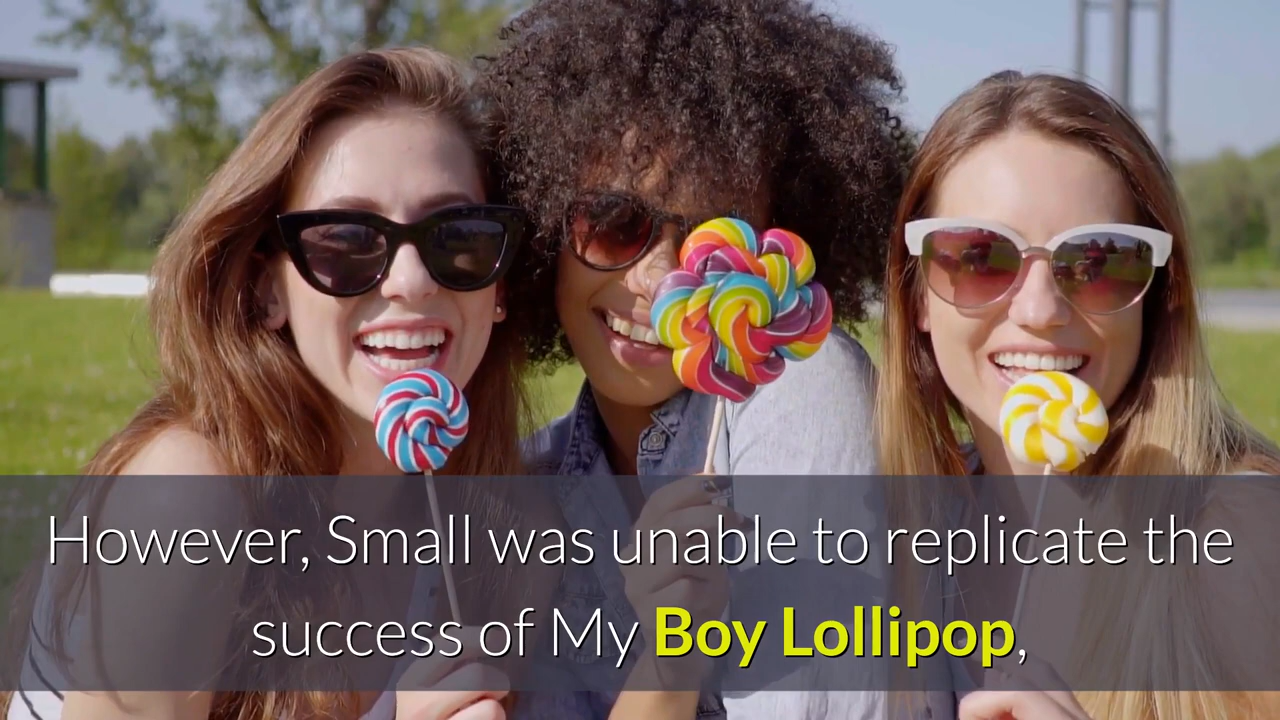 However, Small was unable to replicate the
success of My Boy Lollipop,